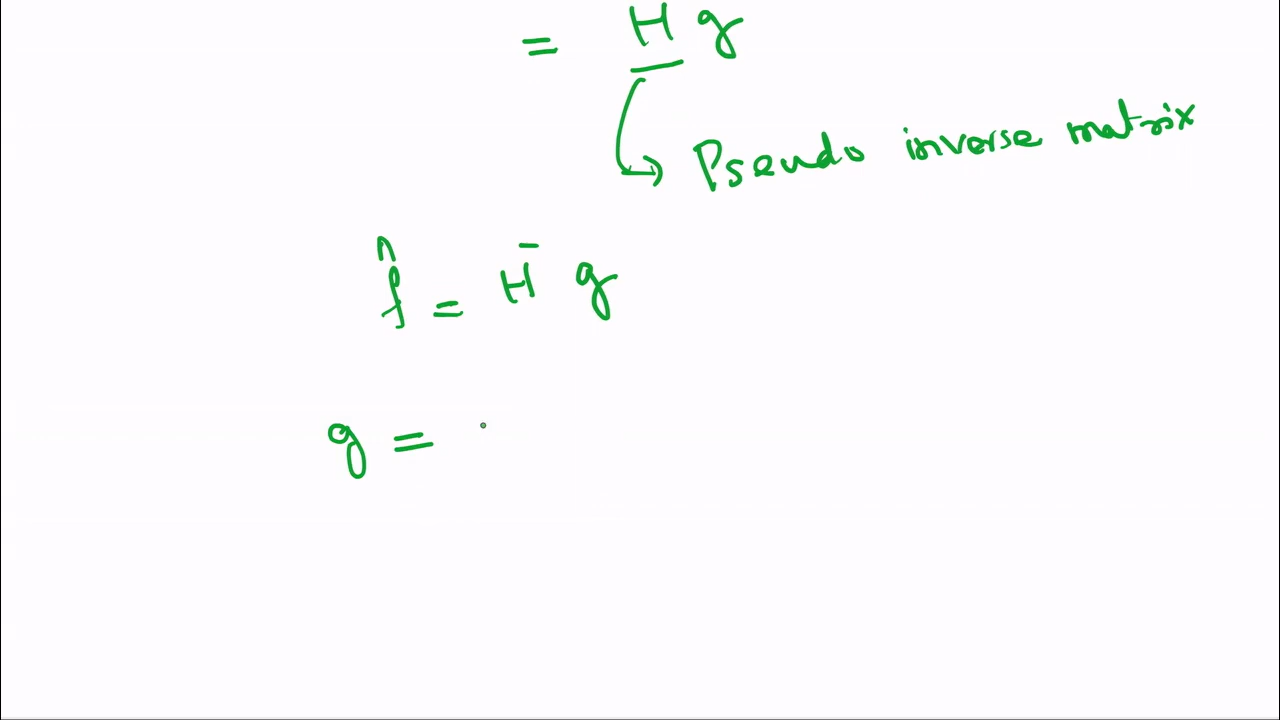 = H g
Pseudo inverse matrix
f̂ = H⁻ g
g =